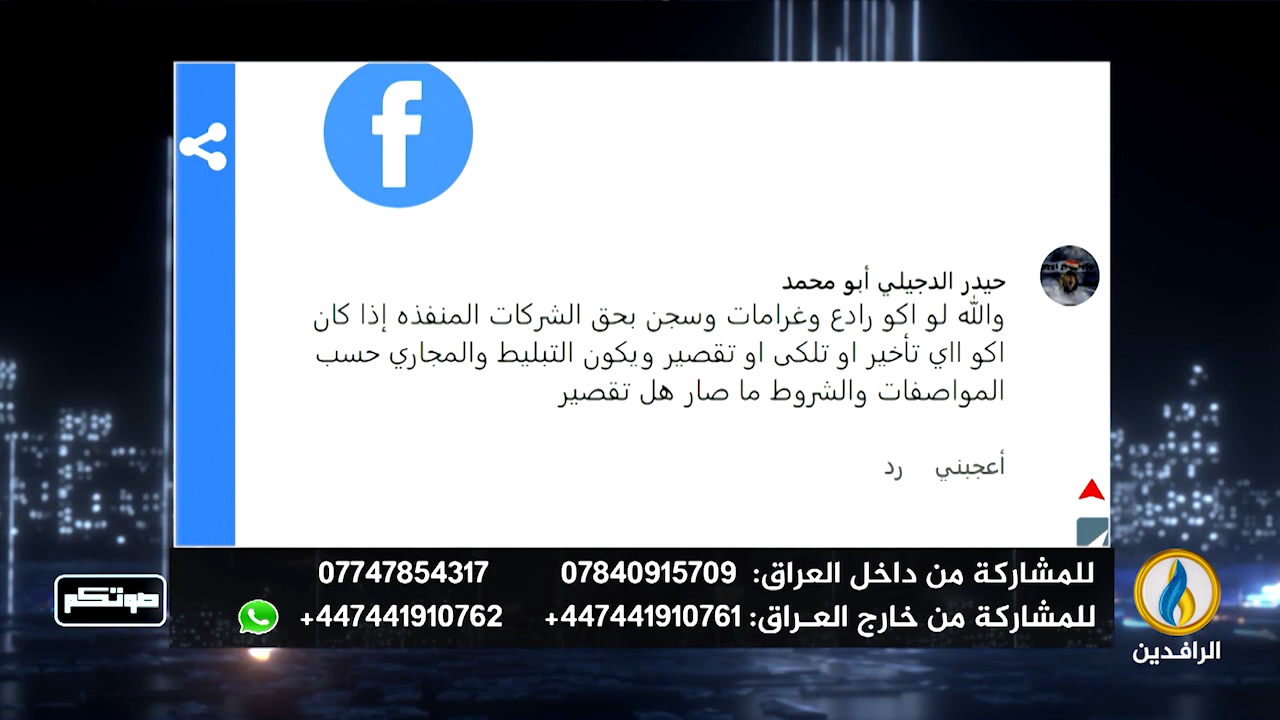 f
حيدر الدجيلي أبو محمد
والله لو اكو رادع وغرامات وسجن بحق الشركات المنفذه إذا كان
اكو ااي تأخير او تلكى او تقصير ويكون التبليط والمجاري حسب
المواصفات والشروط ما صار هل تقصير
أعجبني رد
للمشاركة من داخل العراق: 07840915709 07747854317
للمشاركة من خارج العـراق: +447441910761 +447441910762
صوتكم
الرافدين